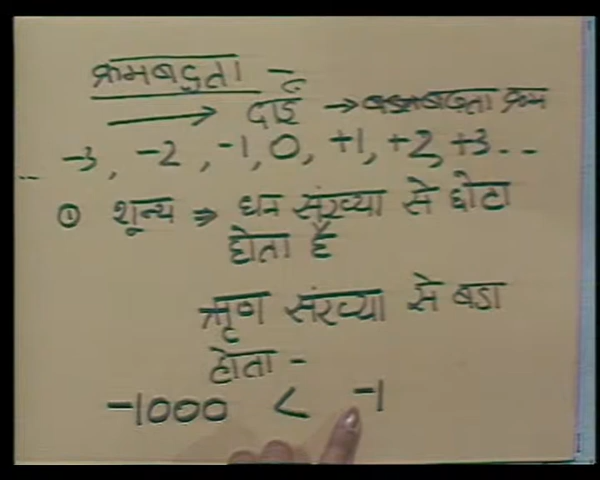 क्रमबद्धता -
→ दाईं → बढ़ता क्रम
.. -3, -2, -1, 0, +1, +2, +3 - -
① शून्य ⇒ धन संख्या से छोटा
होता है
ऋण संख्या से बडा
होता -
-1000 < -1